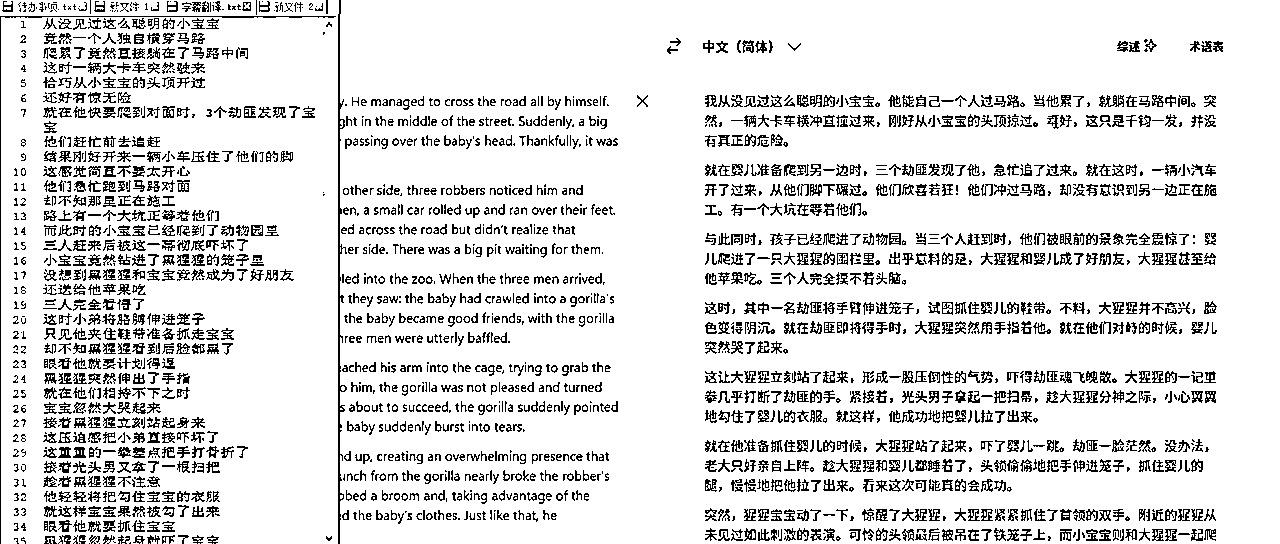 待办事项.txt 新文件 1 字幕翻译.txt 新文件 2
1 从没见过这么聪明的小宝宝
2 竟然一个人独自横穿马路
3 爬累了竟然直接躺在了马路中间
4 这时一辆大卡车突然驶来
5 恰巧从小宝宝的头顶开过
6 还好有惊无险
7 就在他快要爬到对面时，3个劫匪发现了宝
宝
8 他们赶忙前去追赶
9 结果刚好开来一辆小车压住了他们的脚
10 这感觉简直不要太开心
11 他们急忙跑到马路对面
12 却不知那里正在施工
13 路上有一个大坑正等着他们
14 而此时的小宝宝已经爬到了动物园里
15 三人赶来后被这一幕彻底吓坏了
16 小宝宝竟然钻进了黑猩猩的笼子里
17 没想到黑猩猩和宝宝竟然成为了好朋友
18 还送给他苹果吃
19 三人完全看懵了
20 这时小弟将胳膊伸进笼子
21 只见他夹住鞋带准备抓走宝宝
22 却不知黑猩猩看到后脸都黑了
23 眼看他就要计划得逞
24 黑猩猩突然伸出了手指
25 就在他们相持不下之时
26 宝宝忽然大哭起来
27 接着黑猩猩立刻站起身来
28 这压迫感把小弟直接吓坏了
29 这重重的一拳差点把手打骨折了
30 接着光头男又拿了一根扫把
31 趁着黑猩猩不注意
32 他轻轻将把勾住宝宝的衣服
33 就这样宝宝果然被勾了出来
34 眼看他就要抓住宝宝
35 黑猩猩忽然起身就吓了宝宝
y. He managed to cross the road all by himself.
ght in the middle of the street. Suddenly, a big
passing over the baby's head. Thankfully, it was
other side, three robbers noticed him and
en, a small car rolled up and ran over their feet.
ed across the road but didn't realize that
her side. There was a big pit waiting for them.
led into the zoo. When the three men arrived,
t they saw: the baby had crawled into a gorilla's
the baby became good friends, with the gorilla
hree men were utterly baffled.
eached his arm into the cage, trying to grab the
o him, the gorilla was not pleased and turned
s about to succeed, the gorilla suddenly pointed
e baby suddenly burst into tears.
nd up, creating an overwhelming presence that
unch from the gorilla nearly broke the robber's
bed a broom and, taking advantage of the
ed the baby's clothes. Just like that, he
中文（简体） 综述 术语表
我从没见过这么聪明的小宝宝。他能自己一个人过马路。当他累了，就躺在马路中间。突
然，一辆大卡车横冲直撞过来，刚好从小宝宝的头顶掠过。还好，这只是千钧一发，并没
有真正的危险。
就在婴儿准备爬到另一边时，三个劫匪发现了他，急忙追了过来。就在这时，一辆小汽车
开了过来，从他们脚下碾过。他们欣喜若狂！他们冲过马路，却没有意识到另一边正在施
工。有一个大坑在等着他们。
与此同时，孩子已经爬进了动物园。当三个人赶到时，他们被眼前的景象完全震惊了：婴
儿爬进了一只大猩猩的围栏里。出乎意料的是，大猩猩和婴儿成了好朋友，大猩猩甚至给
他苹果吃。三个人完全摸不着头脑。
这时，其中一名劫匪将手臂伸进笼子，试图抓住婴儿的鞋带。不料，大猩猩并不高兴，脸
色变得阴沉。就在劫匪即将得手时，大猩猩突然用手指着他。就在他们对峙的时候，婴儿
突然哭了起来。
这让大猩猩立刻站了起来，形成一股压倒性的气势，吓得劫匪魂飞魄散。大猩猩的一记重
拳几乎打断了劫匪的手。紧接着，光头男子拿起一把扫帚，趁大猩猩分神之际，小心翼翼
地勾住了婴儿的衣服。就这样，他成功地把婴儿拉了出来。
就在他准备抓住婴儿的时候，大猩猩站了起来，吓了婴儿一跳。劫匪一脸茫然。没办法，
老大只好亲自上阵。趁大猩猩和婴儿都睡着了，头领偷偷地把手伸进笼子，抓住婴儿的
腿，慢慢地把他拉了出来。看来这次可能真的会成功。
突然，猩猩宝宝动了一下，惊醒了大猩猩，大猩猩紧紧抓住了首领的双手。附近的猩猩从
未见过如此刺激的表演。可怜的头领最后被吊在了铁笼子上，而小宝宝则和大猩猩一起爬